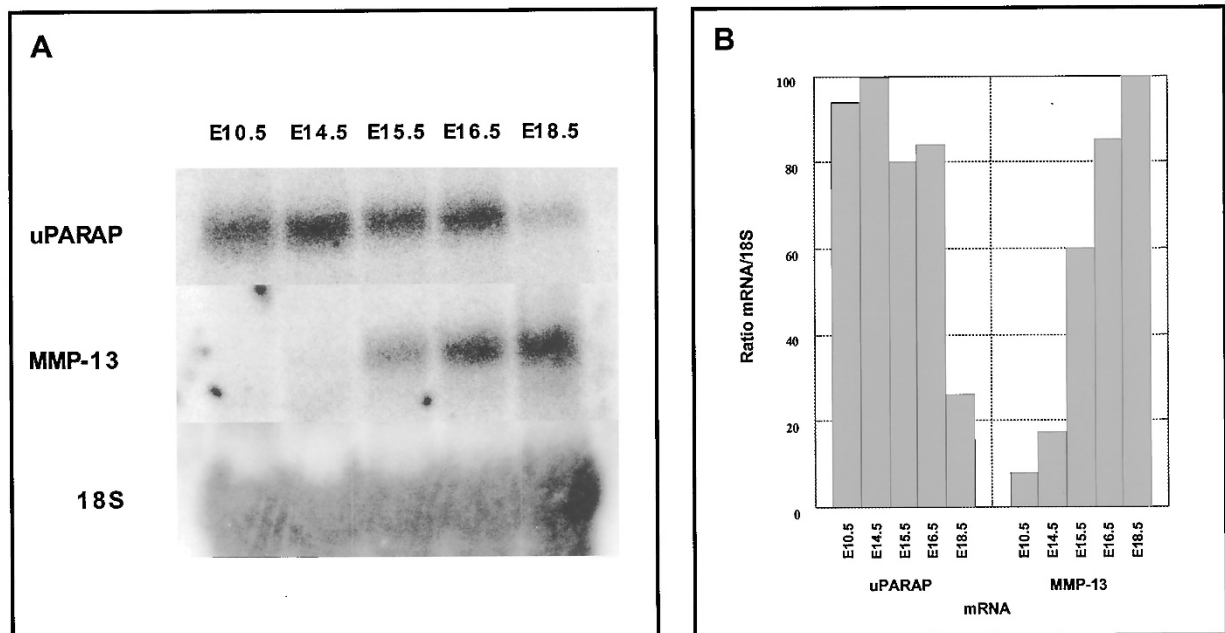 A
E10.5 E14.5 E15.5 E16.5 E18.5
uPARAP
MMP-13
18S
B
100
80
60
40
20
0
Ratio mRNA/18S
E10.5 E14.5 E15.5 E16.5 E18.5 E10.5 E14.5 E15.5 E16.5 E18.5
uPARAP MMP-13
mRNA